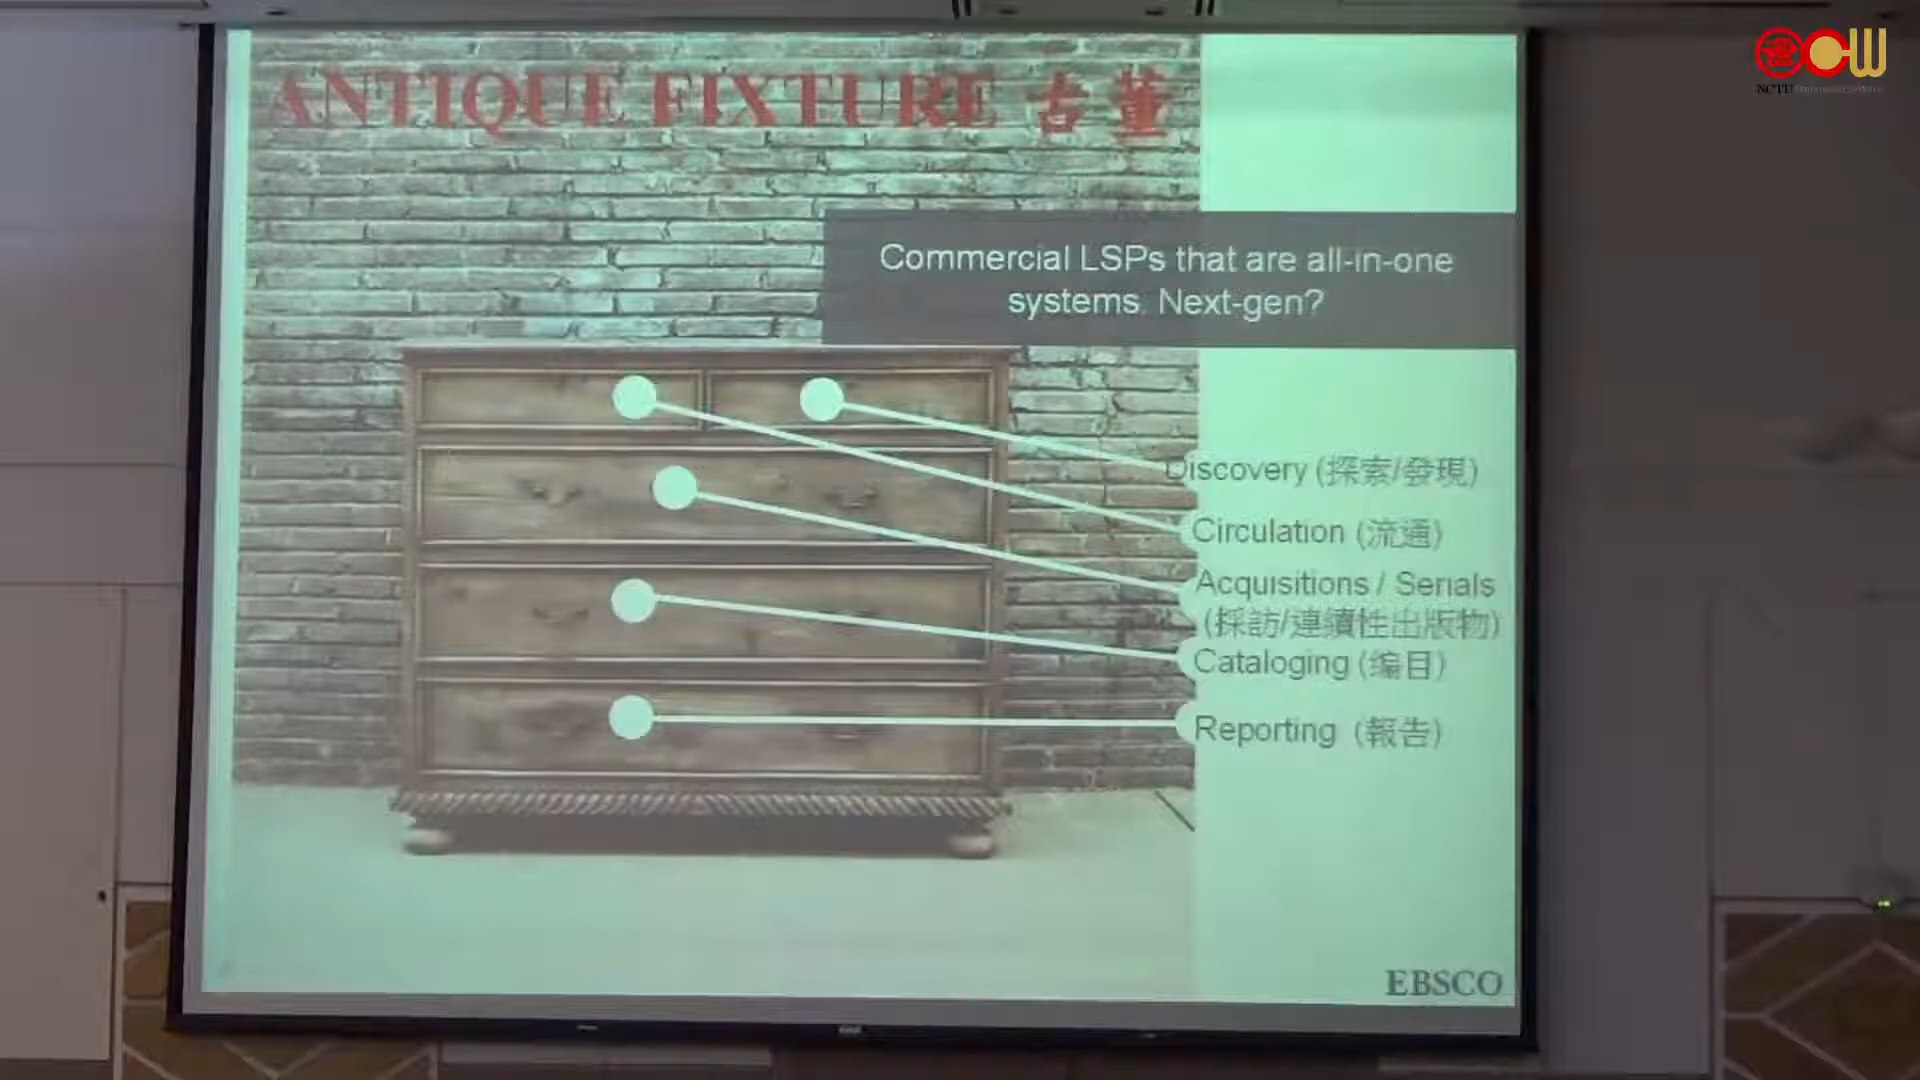 ANTIQUE FIXTURE 古董
Commercial LSPs that are all-in-one
systems. Next-gen?
Discovery (探索/發現)
Circulation (流通)
Acquisitions / Serials
(採訪/連續性出版物)
Cataloging (编目)
Reporting (報告)
EBSCO
NCTU